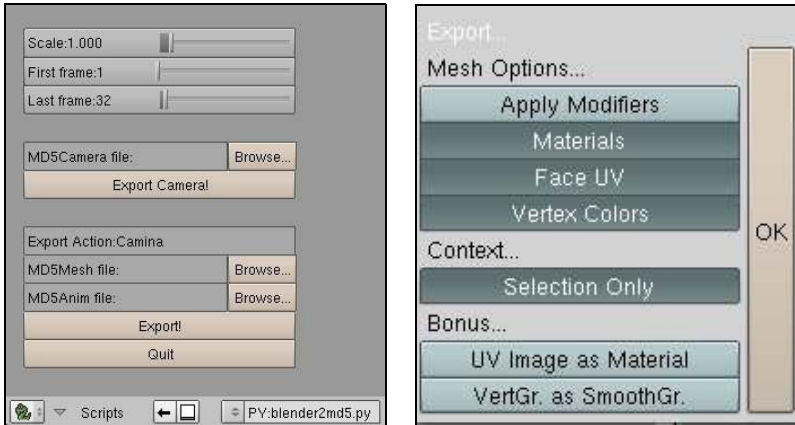 Scale:1.000
First frame:1
Last frame:32
MD5Camera file:
Browse...
Export Camera!
Export Action:Camina
MD5Mesh file:
Browse...
MD5Anim file:
Browse...
Export!
Quit
Scripts
PY:blender2md5.py
Export...
Mesh Options...
Apply Modifiers
Materials
Face UV
Vertex Colors
Context...
Selection Only
Bonus...
UV Image as Material
VertGr. as SmoothGr.
OK